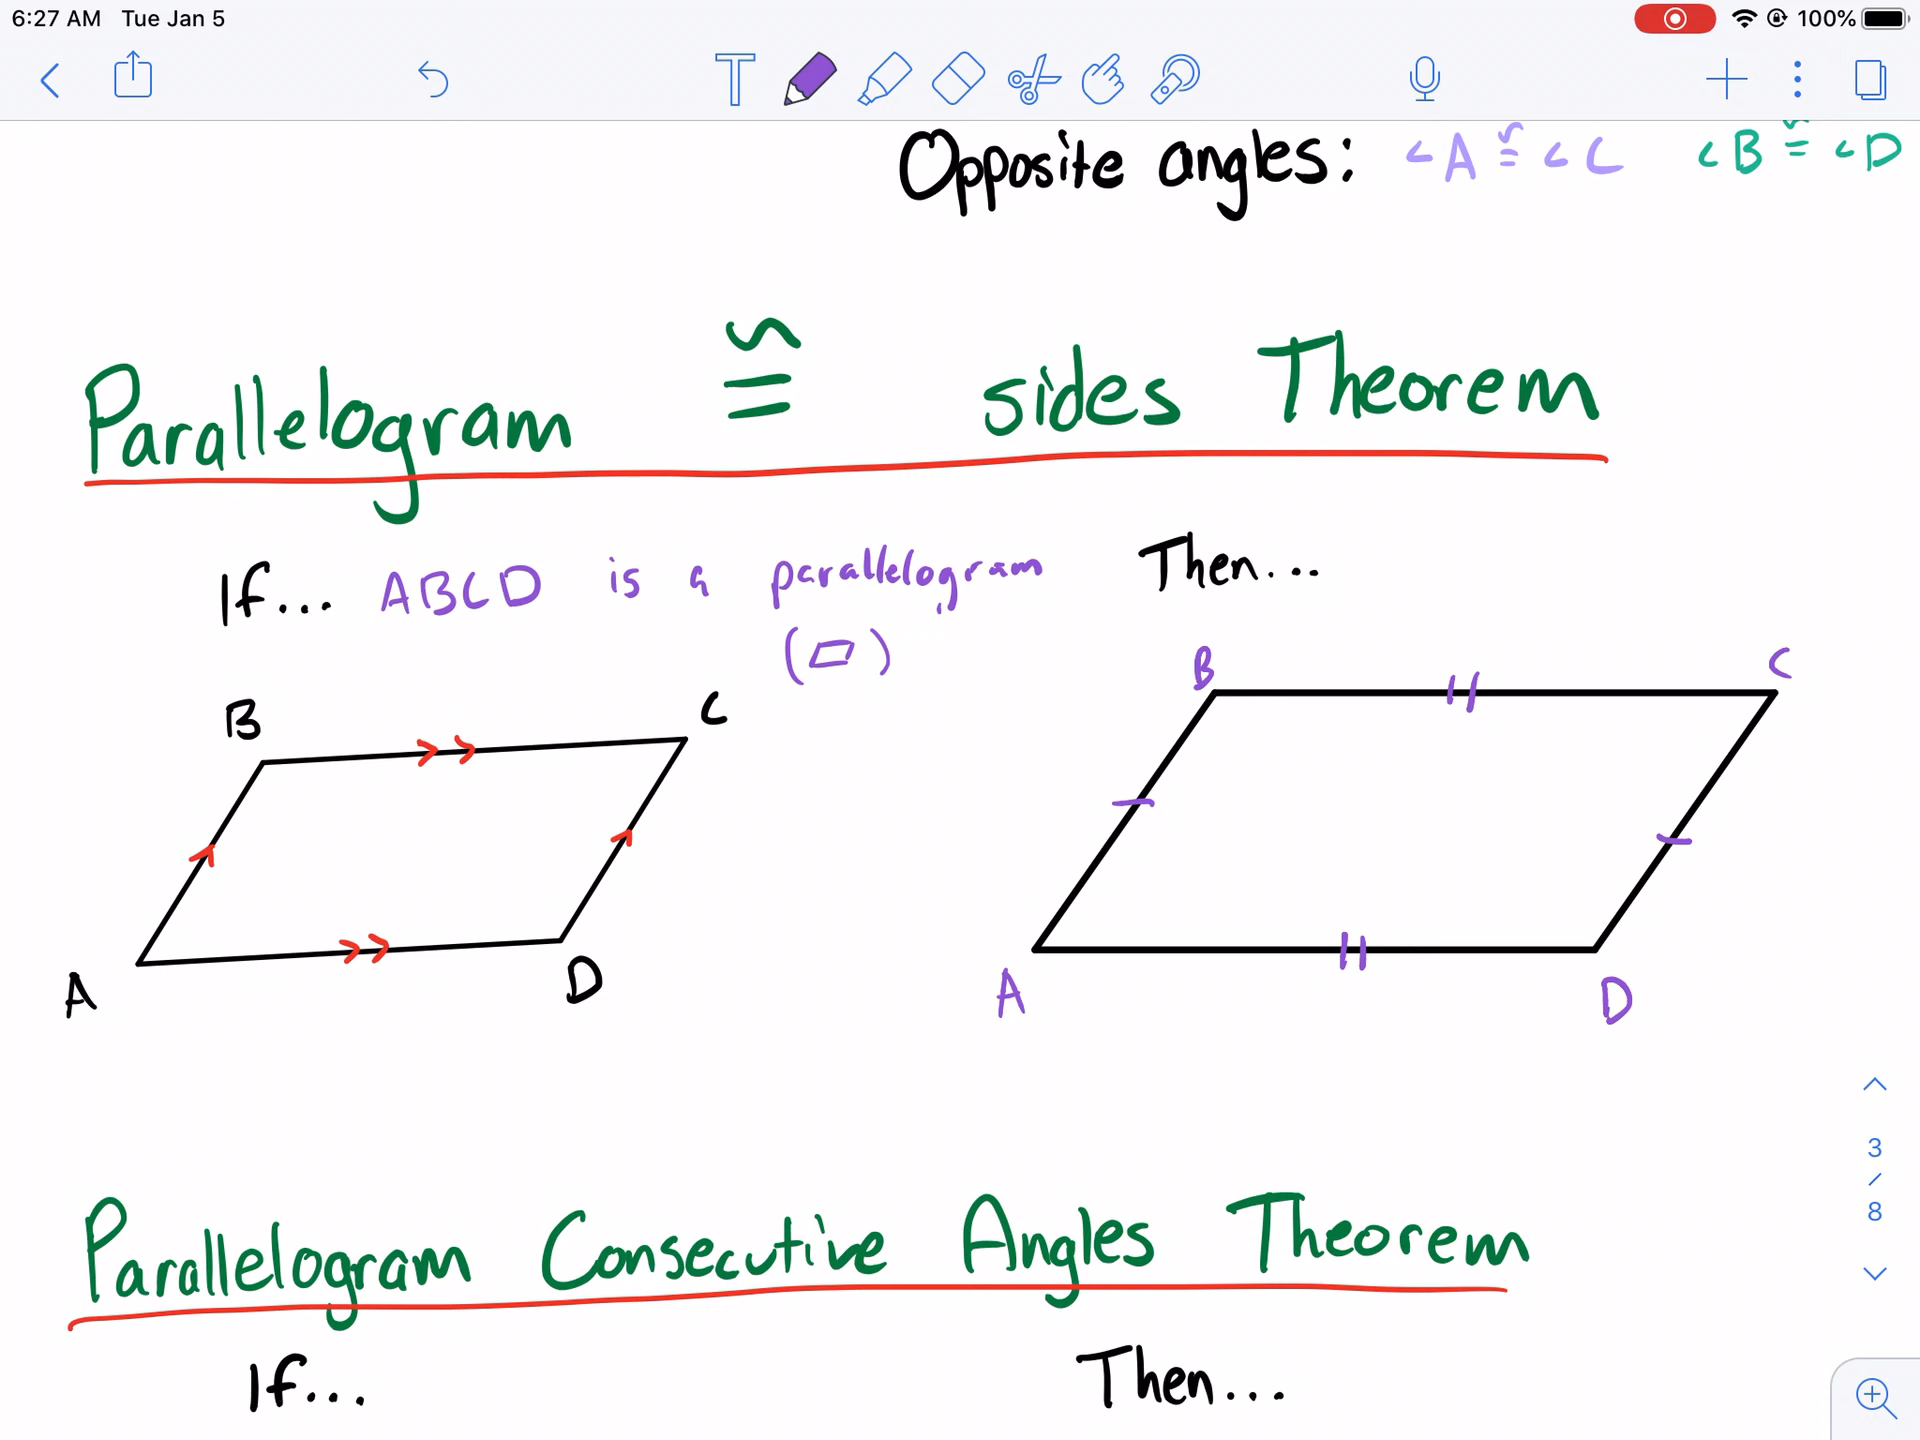 6:27 AM Tue Jan 5 100%
Opposite angles: ∠A ≅ ∠C ∠B ≅ ∠D
Parallelogram ≅ sides Theorem
If... ABCD is a parallelogram Then...
(▱)
B C
A D
B C
A D
3
/
8
Parallelogram Consecutive Angles Theorem
If... Then...